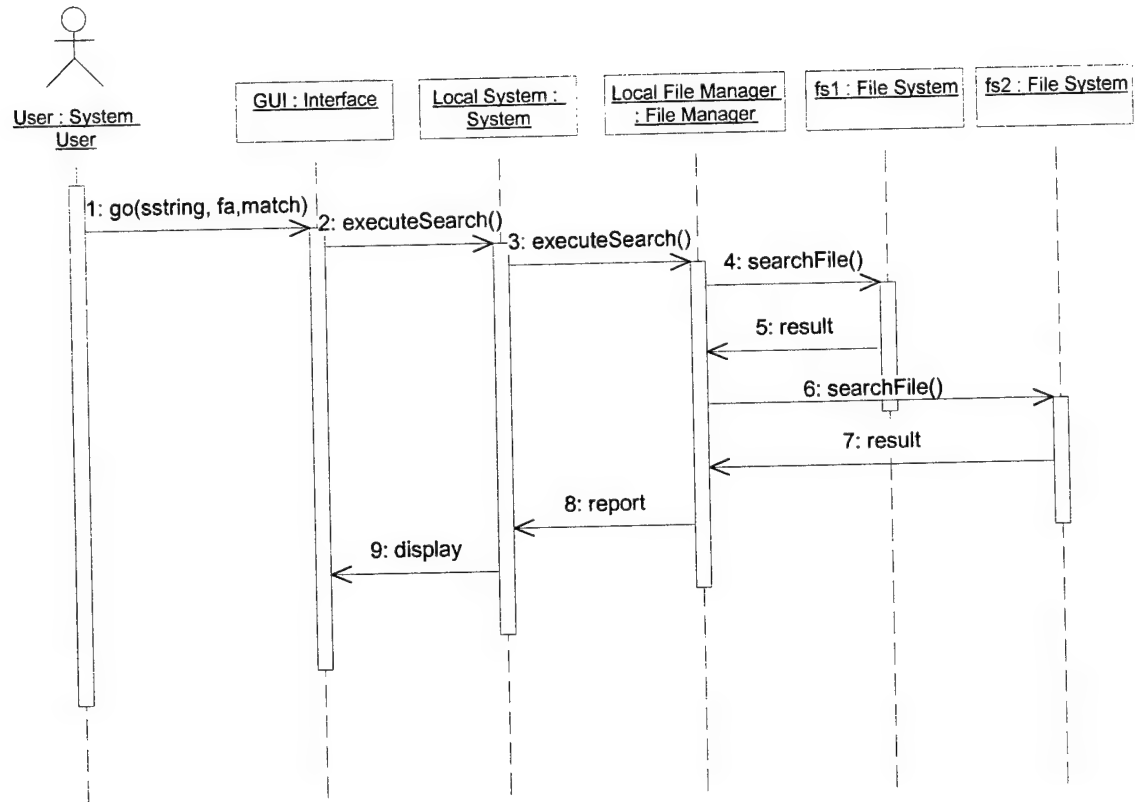 User : System
User
GUI : Interface
Local System :
System
Local File Manager
: File Manager
fs1 : File System
fs2 : File System
1: go(sstring, fa,match)
2: executeSearch()
3: executeSearch()
4: searchFile()
5: result
6: searchFile()
7: result
8: report
9: display